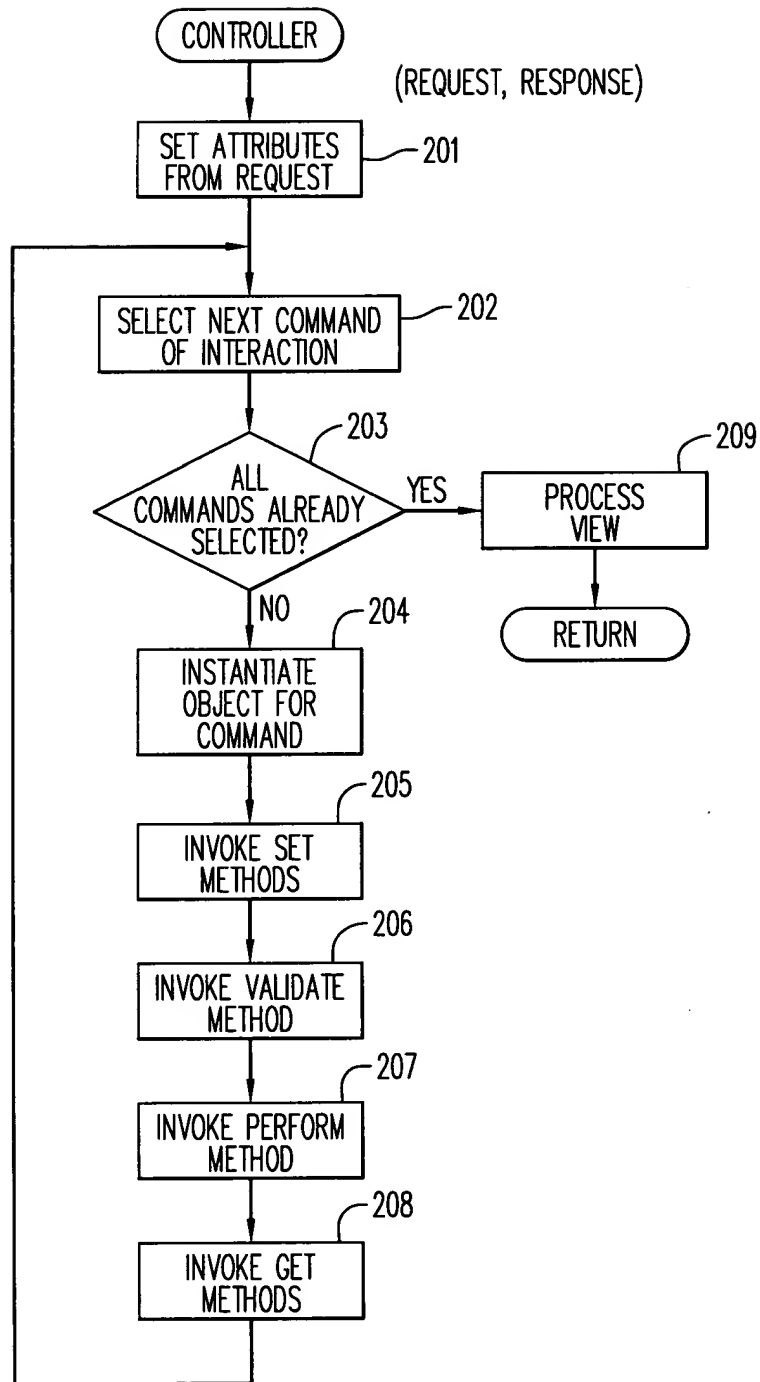 CONTROLLER
(REQUEST, RESPONSE)
SET ATTRIBUTES
FROM REQUEST
201
SELECT NEXT COMMAND
OF INTERACTION
202
203
ALL
COMMANDS ALREADY
SELECTED?
YES
209
PROCESS
VIEW
RETURN
NO
204
INSTANTIATE
OBJECT FOR
COMMAND
205
INVOKE SET
METHODS
206
INVOKE VALIDATE
METHOD
207
INVOKE PERFORM
METHOD
208
INVOKE GET
METHODS